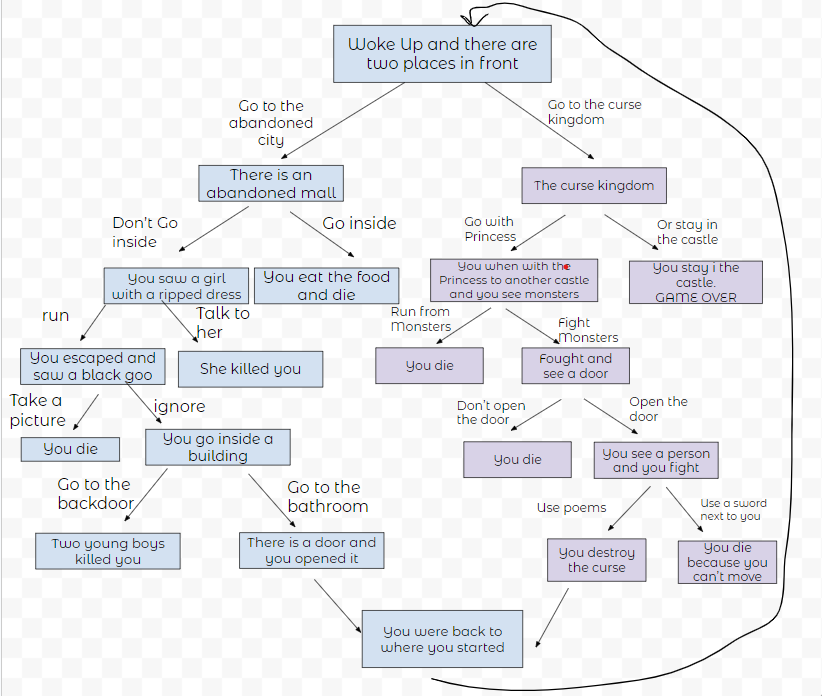 Woke Up and there are
two places in front
Go to the
abandoned
city
Go to the curse
kingdom
There is an
abandoned mall
The curse kingdom
Don't Go
inside
Go inside
Go with
Princess
Or stay in
the castle
You saw a girl
with a ripped dress
You eat the food
and die
You when with the
Princess to another castle
and you see monsters
You stay i the
castle.
GAME OVER
run
Talk to
her
Run from
Monsters
Fight
Monsters
You escaped and
saw a black goo
She killed you
You die
Fought and
see a door
Take a
picture
ignore
Don't open
the door
Open the
door
You die
You go inside a
building
You die
You see a person
and you fight
Go to the
backdoor
Go to the
bathroom
Use poems
Use a sword
next to you
Two young boys
killed you
There is a door and
you opened it
You destroy
the curse
You die
because you
can't move
You were back to
where you started